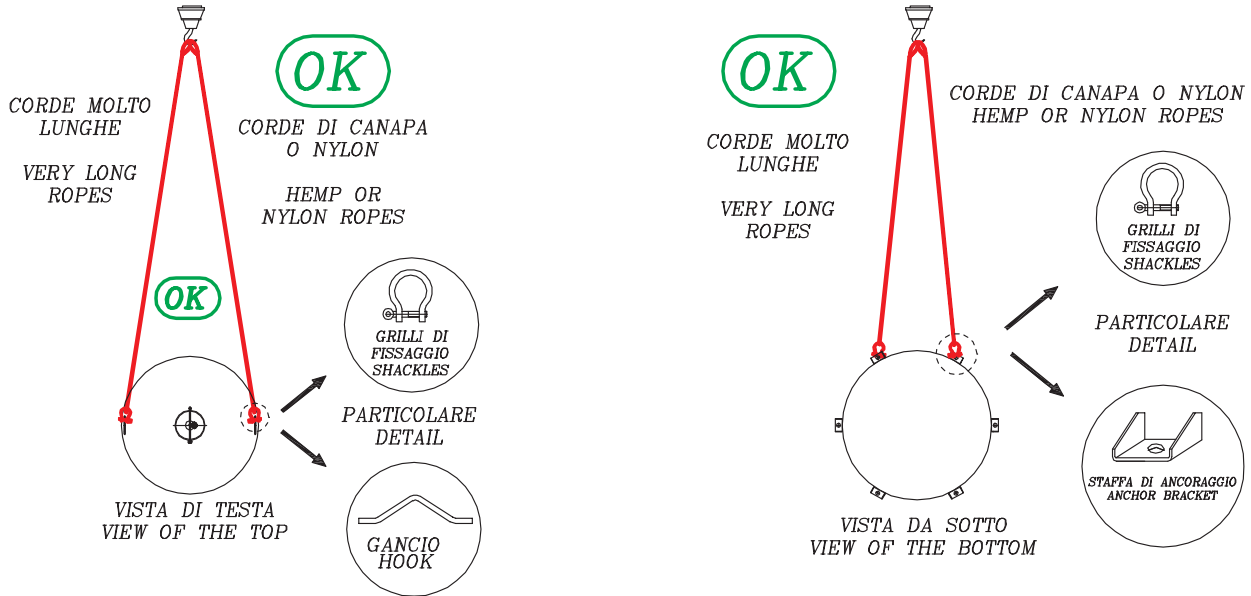 OK
CORDE MOLTO
LUNGHE
VERY LONG
ROPES
CORDE DI CANAPA
O NYLON
HEMP OR
NYLON ROPES
OK
GRILLI DI
FISSAGGIO
SHACKLES
PARTICOLARE
DETAIL
GANCIO
HOOK
VISTA DI TESTA
VIEW OF THE TOP
OK
CORDE MOLTO
LUNGHE
VERY LONG
ROPES
CORDE DI CANAPA O NYLON
HEMP OR NYLON ROPES
GRILLI DI
FISSAGGIO
SHACKLES
PARTICOLARE
DETAIL
STAFFA DI ANCORAGGIO
ANCHOR BRACKET
VISTA DA SOTTO
VIEW OF THE BOTTOM